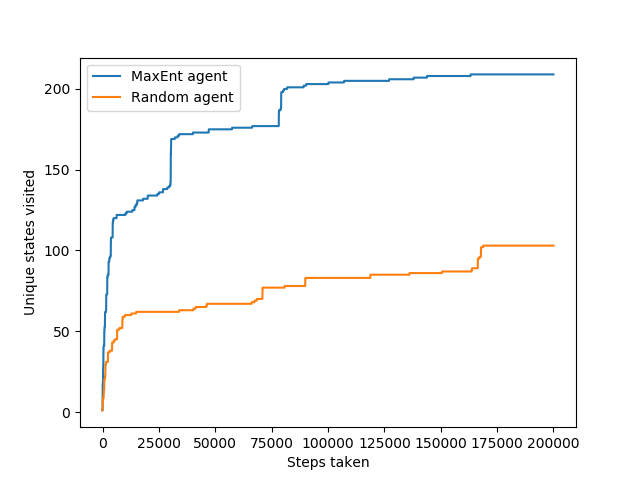 MaxEnt agent
Random agent
200
150
100
50
0
Unique states visited
0 25000 50000 75000 100000 125000 150000 175000 200000
Steps taken